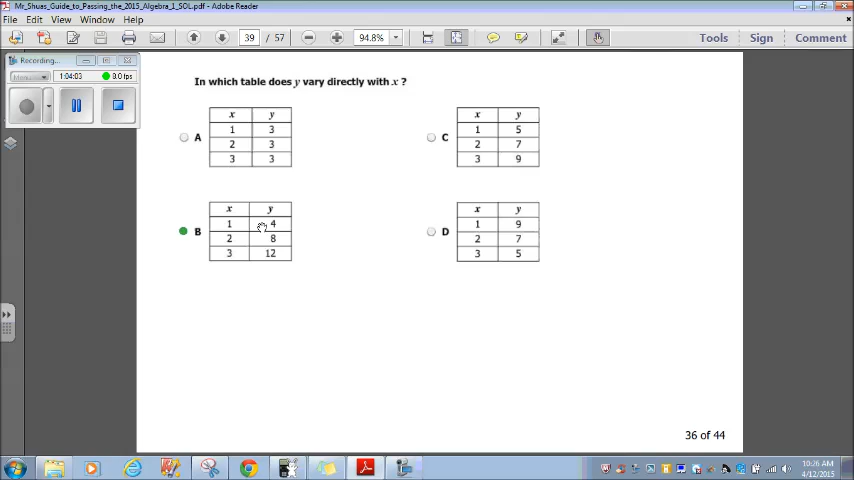 Mr_Shuas_Guide_to_Passing_the_2015_Algebra_1_SOL.pdf - Adobe Reader
File Edit View Window Help
39 / 57 94.8% Tools Sign Comment
Recording...
Menu 1:04:03 0.0 fps
In which table does y vary directly with x ?
A
x y
1 3
2 3
3 3
C
x y
1 5
2 7
3 9
B
x y
1 4
2 8
3 12
D
x y
1 9
2 7
3 5
36 of 44
10:26 AM
4/12/2015